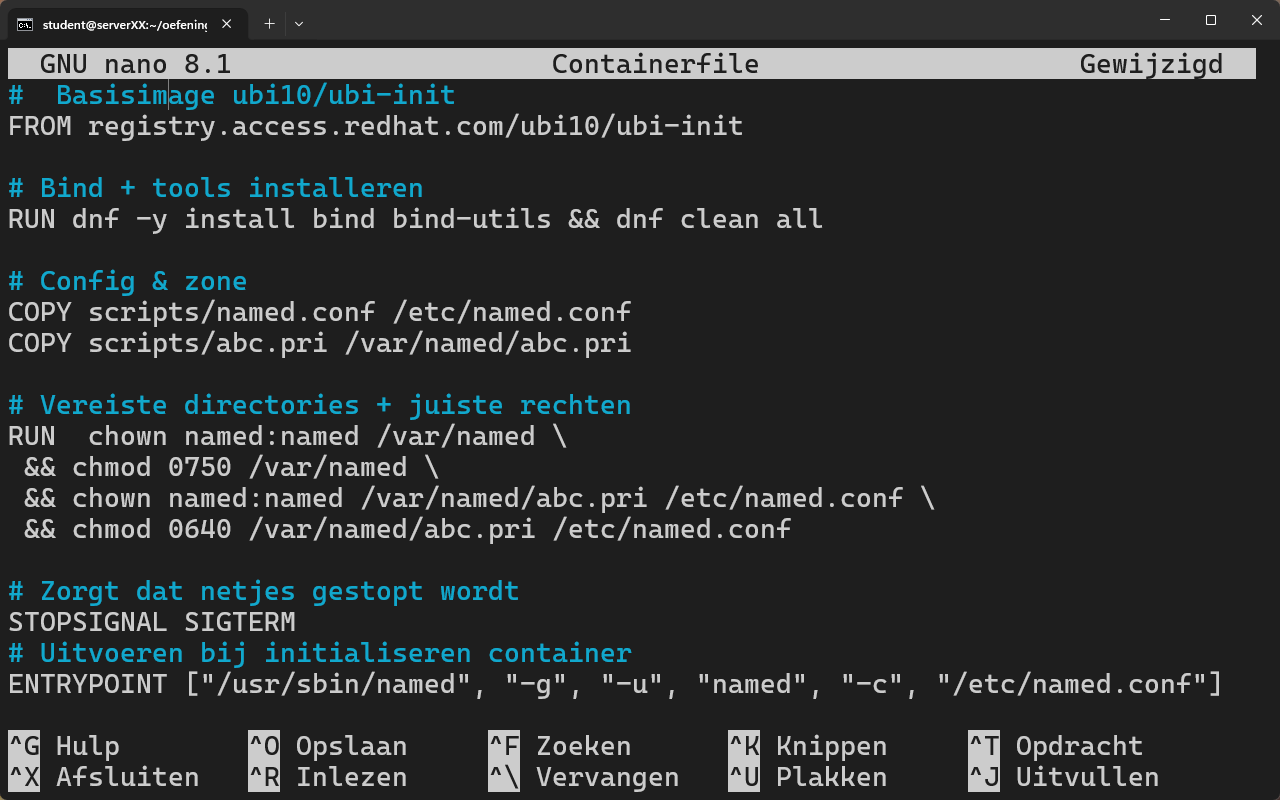 student@serverXX:~/oefening
GNU nano 8.1 Containerfile Gewijzigd
#  Basisimage ubi10/ubi-init
FROM registry.access.redhat.com/ubi10/ubi-init
# Bind + tools installeren
RUN dnf -y install bind bind-utils && dnf clean all
# Config & zone
COPY scripts/named.conf /etc/named.conf
COPY scripts/abc.pri /var/named/abc.pri
# Vereiste directories + juiste rechten
RUN  chown named:named /var/named \
 && chmod 0750 /var/named \
 && chown named:named /var/named/abc.pri /etc/named.conf \
 && chmod 0640 /var/named/abc.pri /etc/named.conf
# Zorgt dat netjes gestopt wordt
STOPSIGNAL SIGTERM
# Uitvoeren bij initialiseren container
ENTRYPOINT ["/usr/sbin/named", "-g", "-u", "named", "-c", "/etc/named.conf"]
^G Hulp ^O Opslaan ^F Zoeken ^K Knippen ^T Opdracht
^X Afsluiten ^R Inlezen ^\ Vervangen ^U Plakken ^J Uitvullen